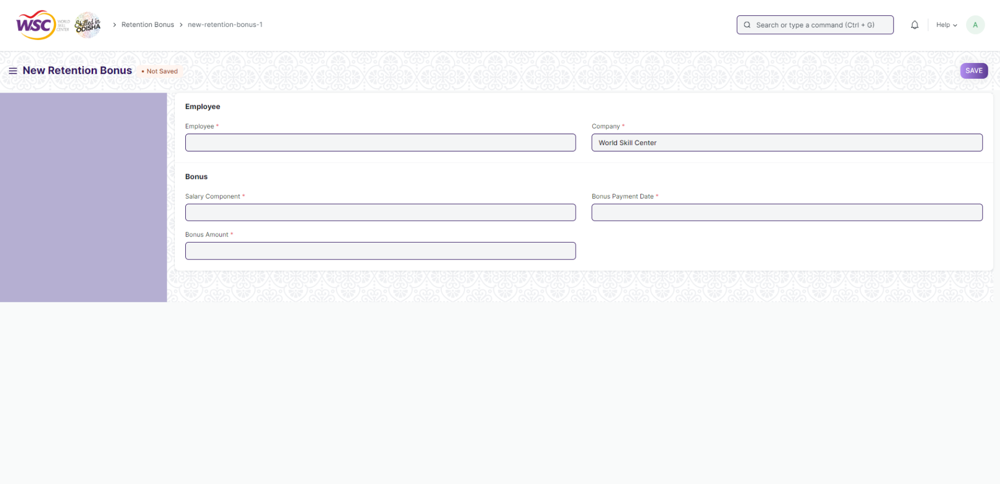 WSC WORLD
SKILL
CENTER
Skilled in
ODISHA
Retention Bonus
new-retention-bonus-1
Search or type a command (Ctrl + G)
Help
A
New Retention Bonus
• Not Saved
SAVE
Employee
Employee *
Company *
World Skill Center
Bonus
Salary Component *
Bonus Payment Date *
Bonus Amount *